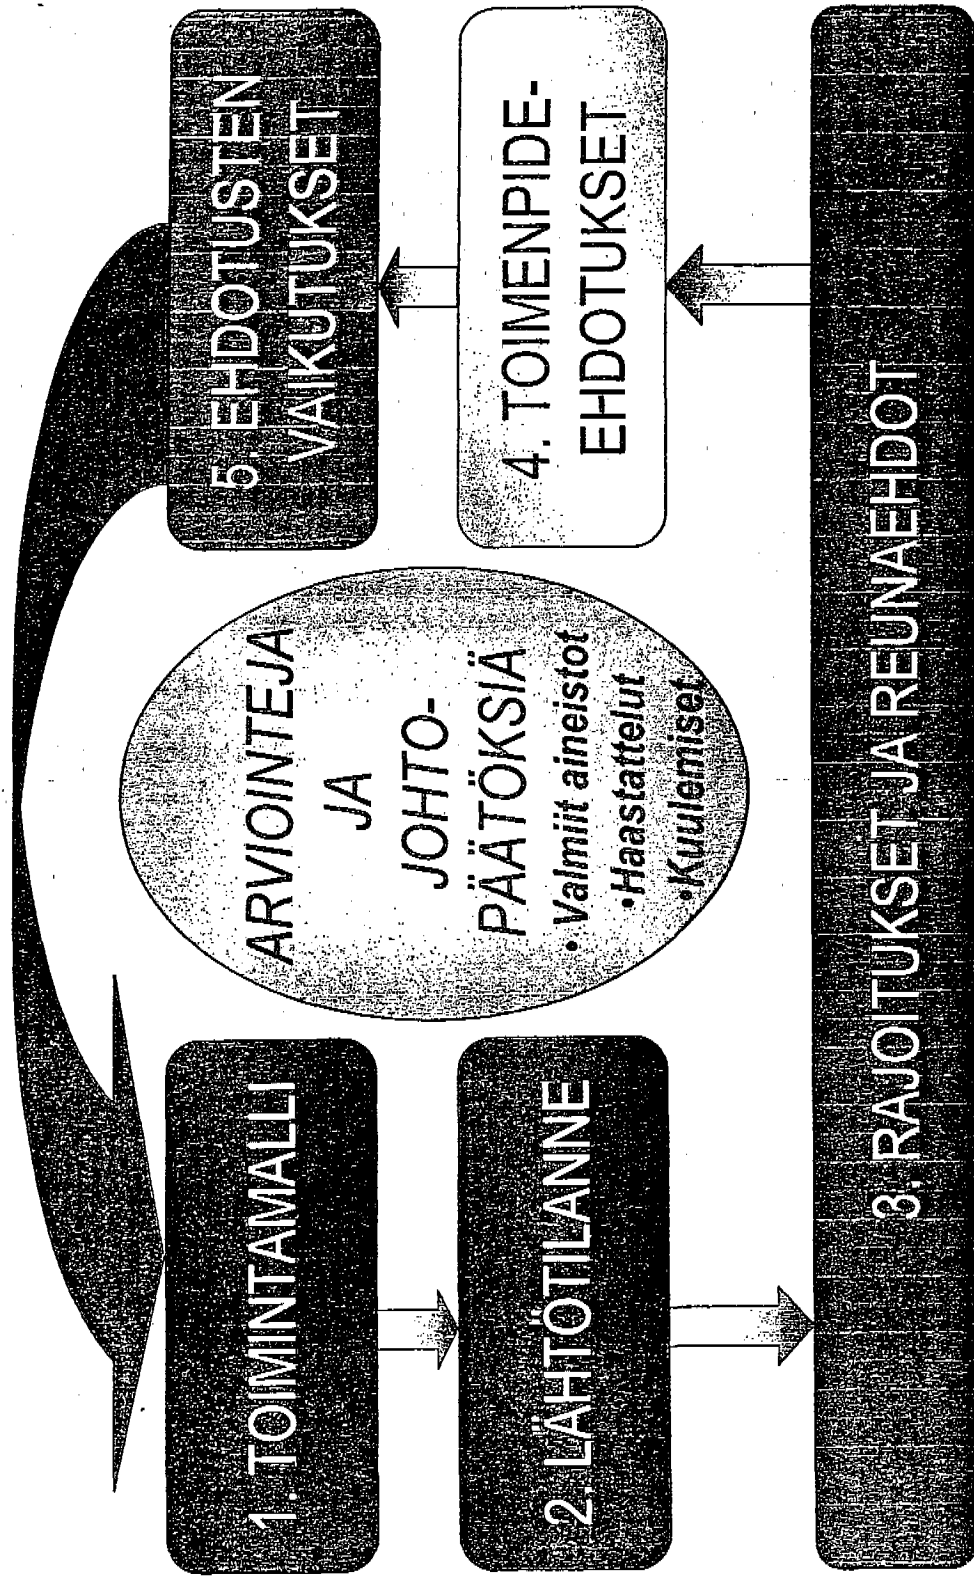 1. TOIMINTAMALLI
2. LÄHTÖTILANNE
3. RAJOITUKSET JA REUNAEHDOT
4. TOIMENPIDE-
EHDOTUKSET
5. EHDOTUSTEN
VAIKUTUKSET
ARVIOINTEJA
JA
JOHTO-
PÄÄTÖKSIÄ
• Valmiit aineistot
•Haastattelut
•Kuulemiset